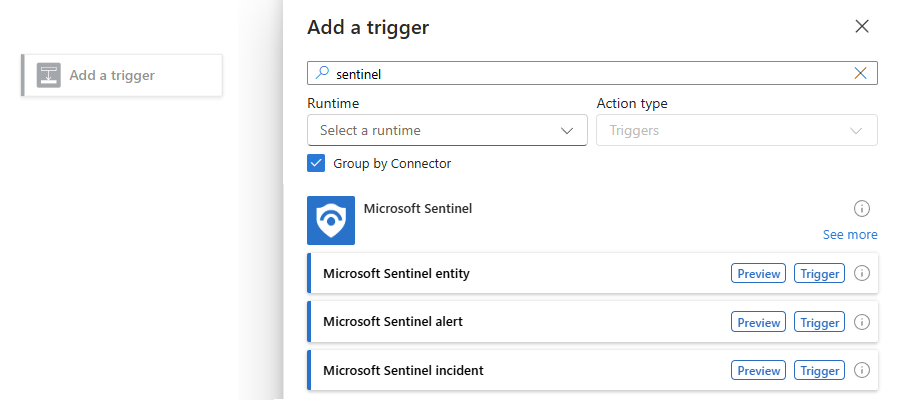 Add a trigger
Add a trigger
sentinel
Runtime
Action type
Select a runtime
Triggers
Group by Connector
Microsoft Sentinel
See more
Microsoft Sentinel entity
Preview
Trigger
Microsoft Sentinel alert
Preview
Trigger
Microsoft Sentinel incident
Preview
Trigger